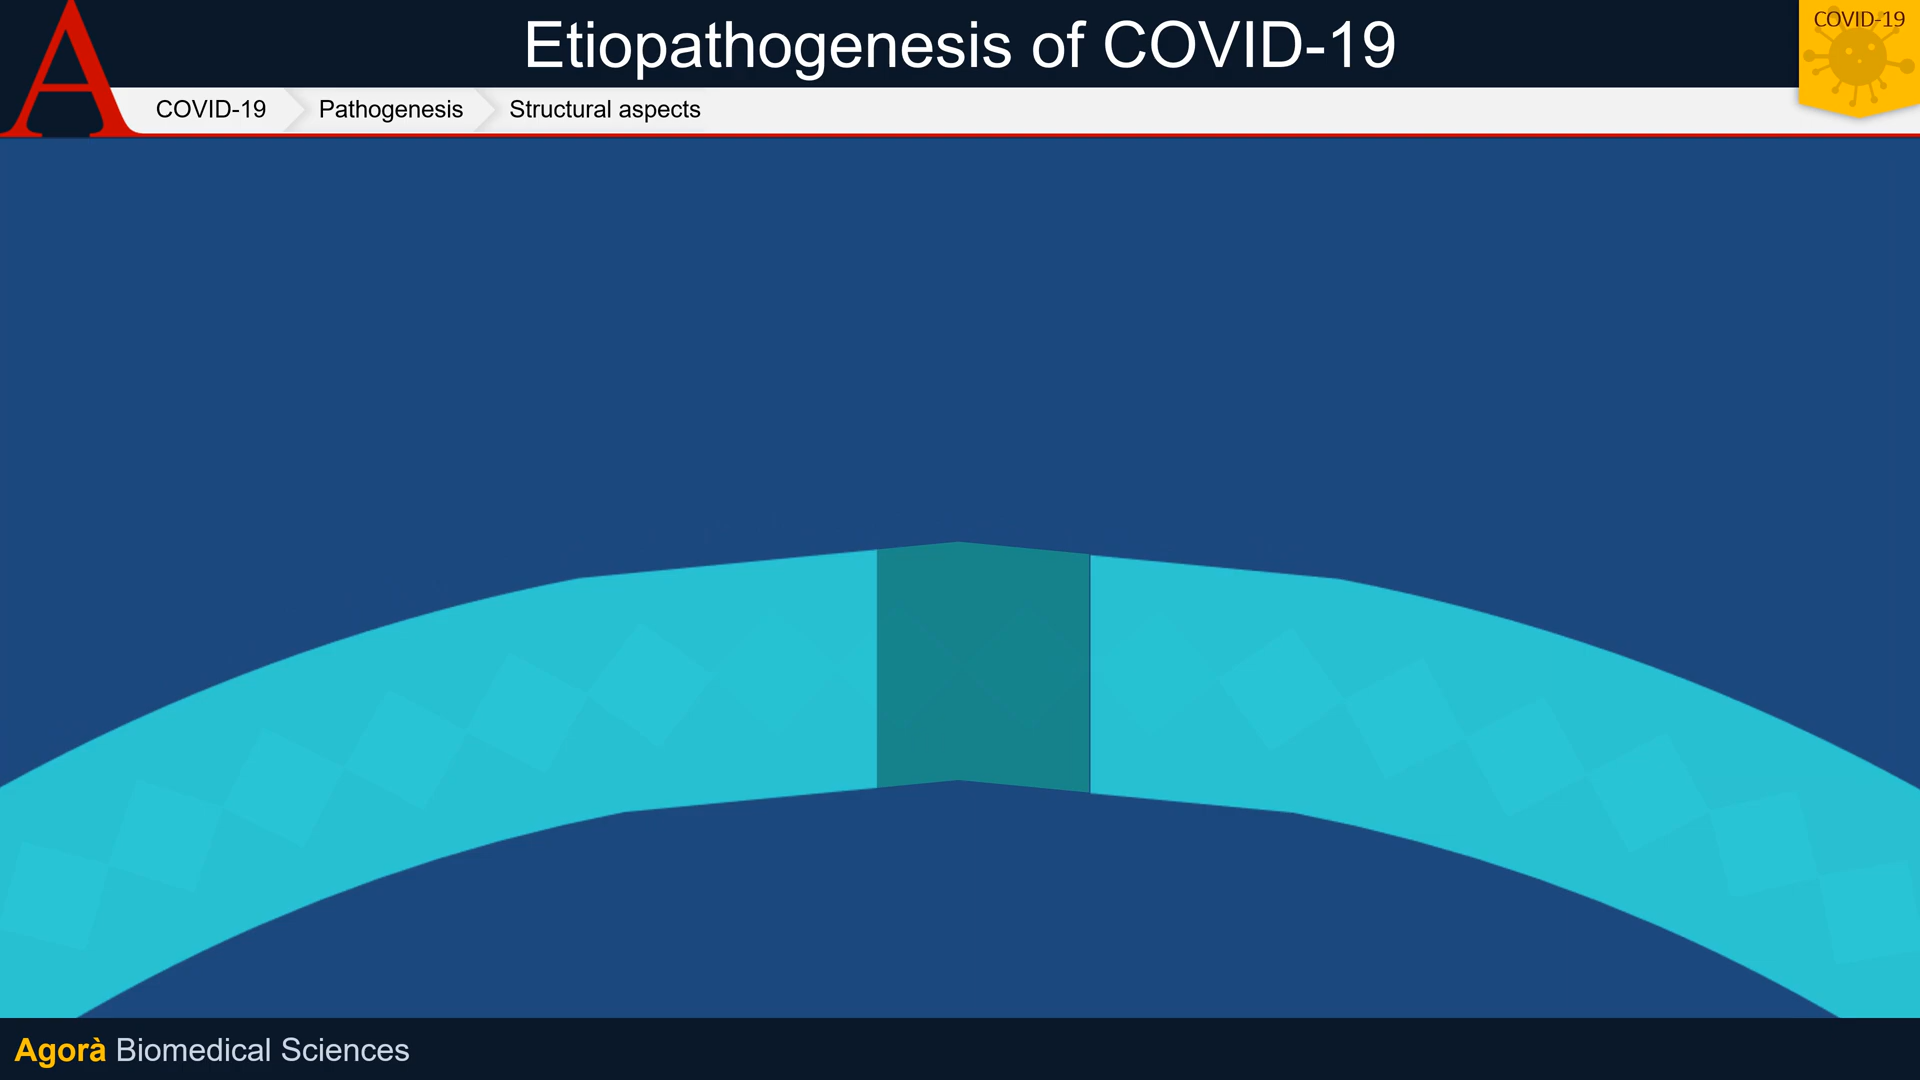 A
Etiopathogenesis of COVID-19
COVID-19
COVID-19
Pathogenesis
Structural aspects
Agorà Biomedical Sciences